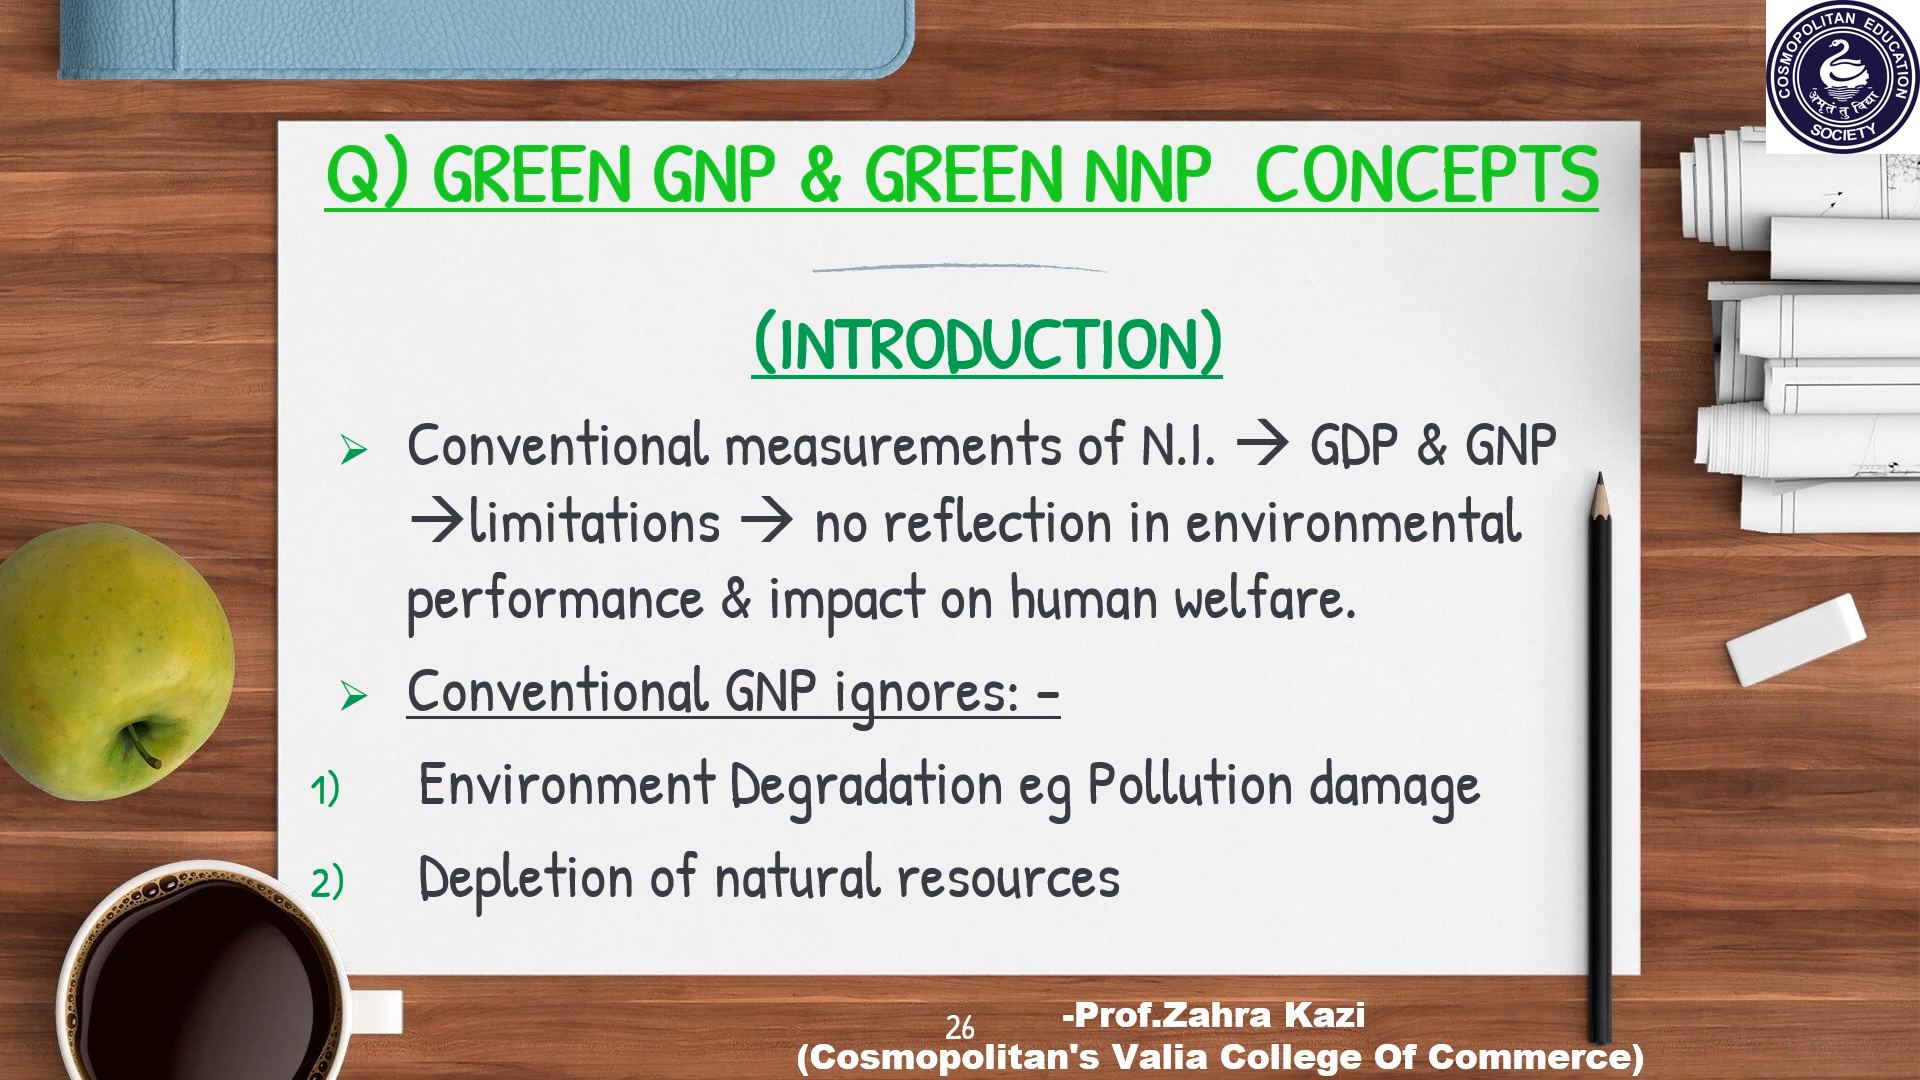 COSMOPOLITAN EDUCATION
अमृतं तु विद्या
SOCIETY
Q) GREEN GNP & GREEN NNP CONCEPTS
(INTRODUCTION)
➢ Conventional measurements of N.I. → GDP & GNP
→limitations → no reflection in environmental
performance & impact on human welfare.
➢ Conventional GNP ignores: -
1) Environment Degradation eg Pollution damage
2) Depletion of natural resources
26
-Prof.Zahra Kazi
(Cosmopolitan's Valia College Of Commerce)